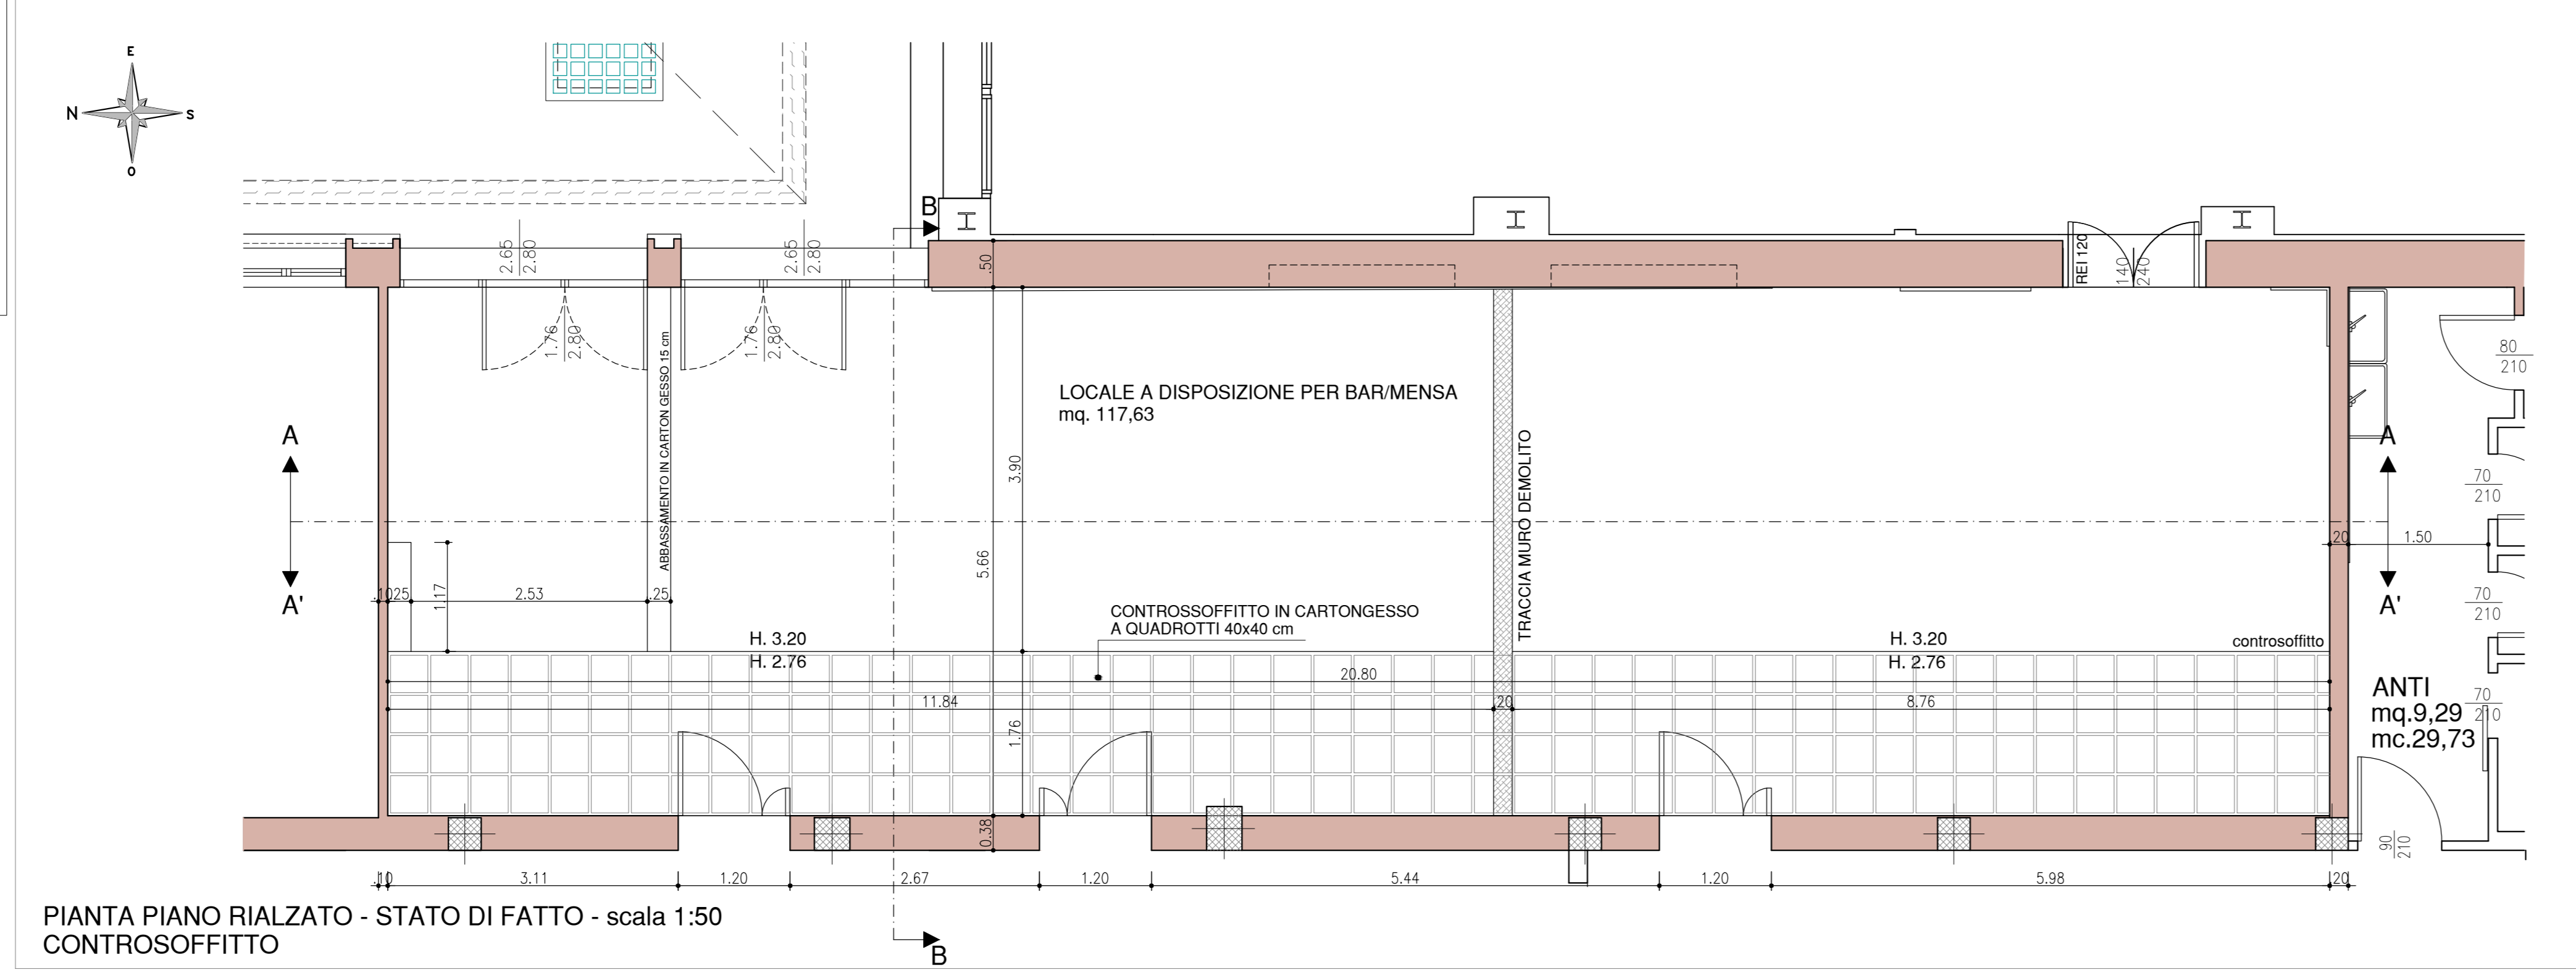 E
N
S
O
B
2.65
2.80
2.65
2.80
.50
REI 120
140
240
1.76
2.80
1.76
2.80
ABBASSAMENTO IN CARTON GESSO 15 cm
80
210
LOCALE A DISPOSIZIONE PER BAR/MENSA
mq. 117,63
A
A
TRACCIA MURO DEMOLITO
3.90
70
210
.20
1.50
5.66
.10
25
1.17
2.53
.25
A'
A'
70
210
CONTROSSOFFITTO IN CARTONGESSO
A QUADROTTI 40x40 cm
H. 3.20
H. 2.76
H. 3.20
H. 2.76
controsoffitto
20.80
11.84
.20
8.76
1.76
ANTI
mq.9,29
mc.29,73
70
210
0.38
90
210
.10
3.11
1.20
2.67
1.20
5.44
1.20
5.98
.20
PIANTA PIANO RIALZATO - STATO DI FATTO - scala 1:50
CONTROSOFFITTO
B